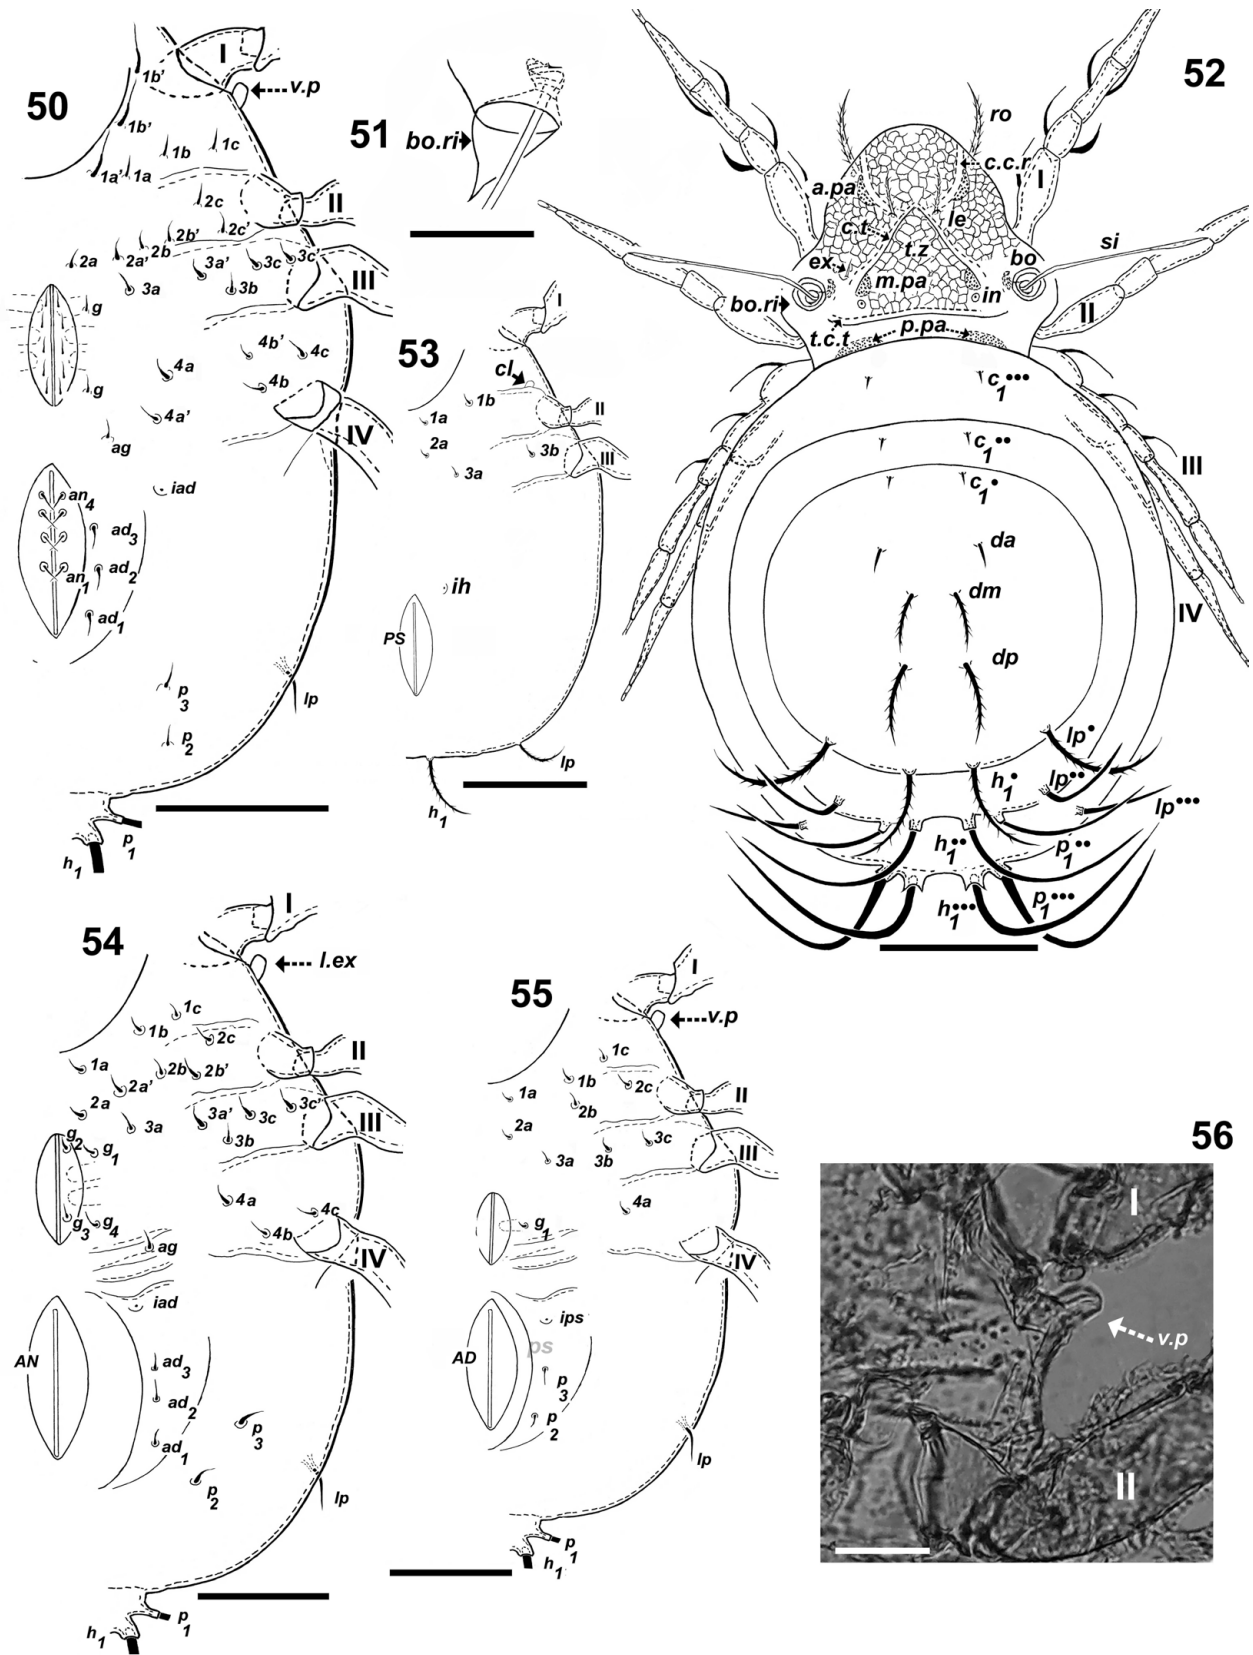 50
I
1b’
v.p
1b’
1b
1c
1a’
1a
2c
II
2b’
2c’
2a
2a’
2b
3a’
3c
3c’
3a
3b
III
g
4b’
4a
4c
g
4b
4a’
IV
ag
an4
iad
ad3
an1
ad2
ad1
p3
lp
p2
p1
h1
51
bo.ri
52
ro
c.c.r
I
a.pa
le
c.t
t.z
si
ex
bo
m.pa
in
bo.ri
II
t.c.t
p.pa
c1•••
c1••
III
c1•
da
dm
IV
dp
lp•
h1•
lp••
lp•••
h1••
p1••
p1•••
h1•••
53
I
cl
1b
1a
II
2a
3b
III
3a
ih
PS
lp
h1
54
I
l.ex
1c
1b
2c
II
1a
2b
2b’
2a’
2a
3a
3a’
3c
3c’
III
3b
g2
g1
4a
4c
g3
g4
4b
ag
IV
iad
AN
ad3
ad2
ad1
p3
p2
lp
p1
h1
55
I
v.p
1c
1b
2c
1a
II
2b
2a
3a
3b
3c
III
4a
g1
IV
ips
ps
AD
p3
p2
lp
p1
h1
56
I
v.p
II